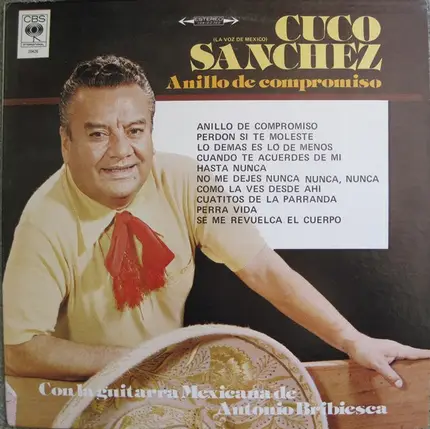 CBS
STEREO
CUCO
(LA VOZ DE MEXICO)
SANCHEZ
Anillo de compromiso
ANILLO DE COMPROMISO
PERDON SI TE MOLESTE
LO DEMAS ES LO DE MENOS
CUANDO TE ACUERDES DE MI
HASTA NUNCA
NO ME DEJES NUNCA NUNCA, NUNCA
COMO LA VES DESDE AHI
CUATITOS DE LA PARRANDA
PERRA VIDA
SE ME REVUELCA EL CUERPO
Con la guitarra Mexicana de
Antonio Bribiesca